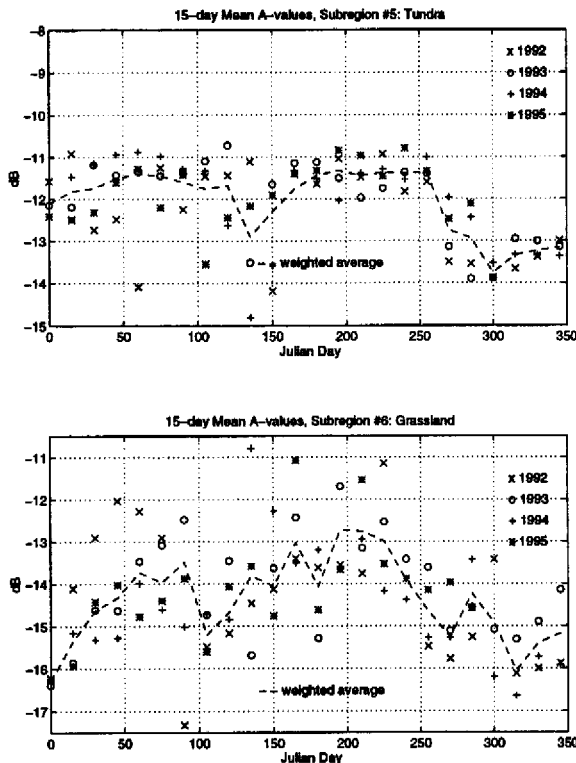 15-day Mean A-values, Subregion #5: Tundra
-8
-9
-10
-11
-12
-13
-14
-15
dB
× 1992
o 1993
+ 1994
* 1995
weighted average
0 50 100 150 200 250 300 350
Julian Day
15-day Mean A-values, Subregion #6: Grassland
-11
-12
-13
-14
-15
-16
-17
dB
× 1992
o 1993
+ 1994
* 1995
weighted average
0 50 100 150 200 250 300 350
Julian Day